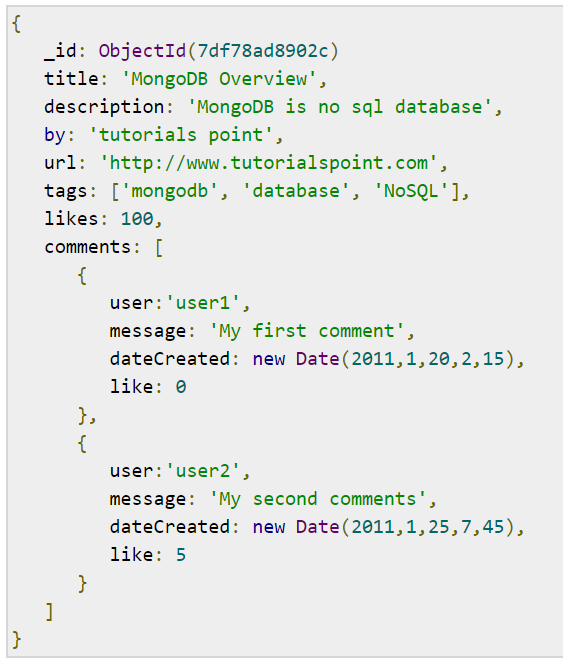 {
   _id: ObjectId(7df78ad8902c)
   title: 'MongoDB Overview',
   description: 'MongoDB is no sql database',
   by: 'tutorials point',
   url: 'http://www.tutorialspoint.com',
   tags: ['mongodb', 'database', 'NoSQL'],
   likes: 100,
   comments: [
      {
         user:'user1',
         message: 'My first comment',
         dateCreated: new Date(2011,1,20,2,15),
         like: 0
      },
      {
         user:'user2',
         message: 'My second comments',
         dateCreated: new Date(2011,1,25,7,45),
         like: 5
      }
   ]
}